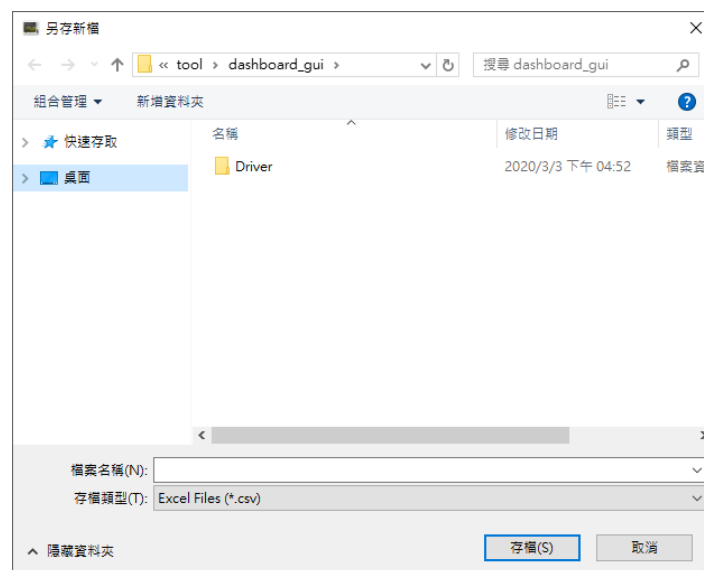 另存新檔
« tool › dashboard_gui ›
搜尋 dashboard_gui
組合管理
新增資料夾
?
快速存取
桌面
名稱
修改日期
類型
Driver
2020/3/3 下午 04:52
檔案資
檔案名稱(N):
存檔類型(T): Excel Files (*.csv)
隱藏資料夾
存檔(S)
取消